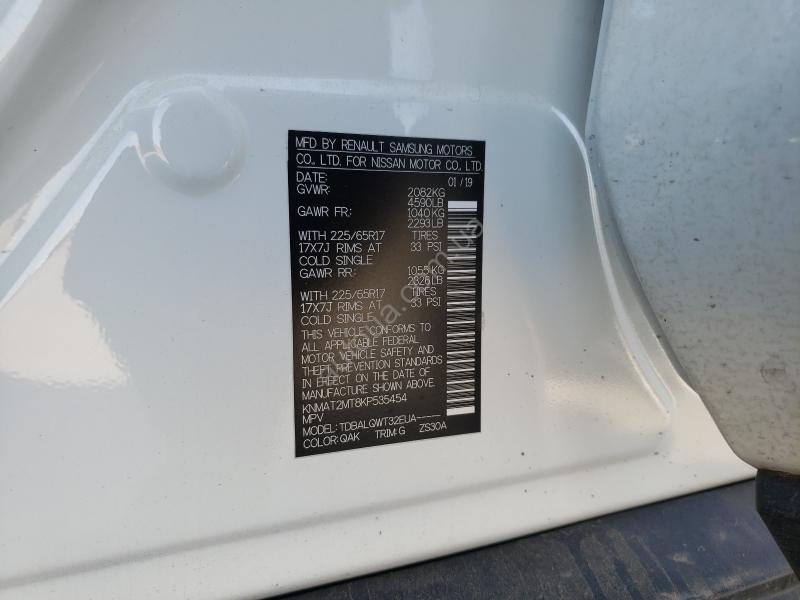 MFD BY RENAULT SAMSUNG MOTORS
CO., LTD. FOR NISSAN MOTOR CO., LTD.
DATE: 01 / 19
GVWR: 2082KG
4590LB
GAWR FR: 1040KG
2293LB
WITH 225/65R17 TIRES
17X7J RIMS AT 33 PSI
COLD SINGLE
GAWR RR: 1055KG
2326LB
WITH 225/65R17 TIRES
17X7J RIMS AT 33 PSI
COLD SINGLE
THIS VEHICLE CONFORMS TO
ALL APPLICABLE FEDERAL
MOTOR VEHICLE SAFETY AND
THEFT PREVENTION STANDARDS
IN EFFECT ON THE DATE OF
MANUFACTURE SHOWN ABOVE.
KNMAT2MT8KP535454
MPV
MODEL: TDBALQWT32EUA-----
COLOR: QAK TRIM: G ZS30A